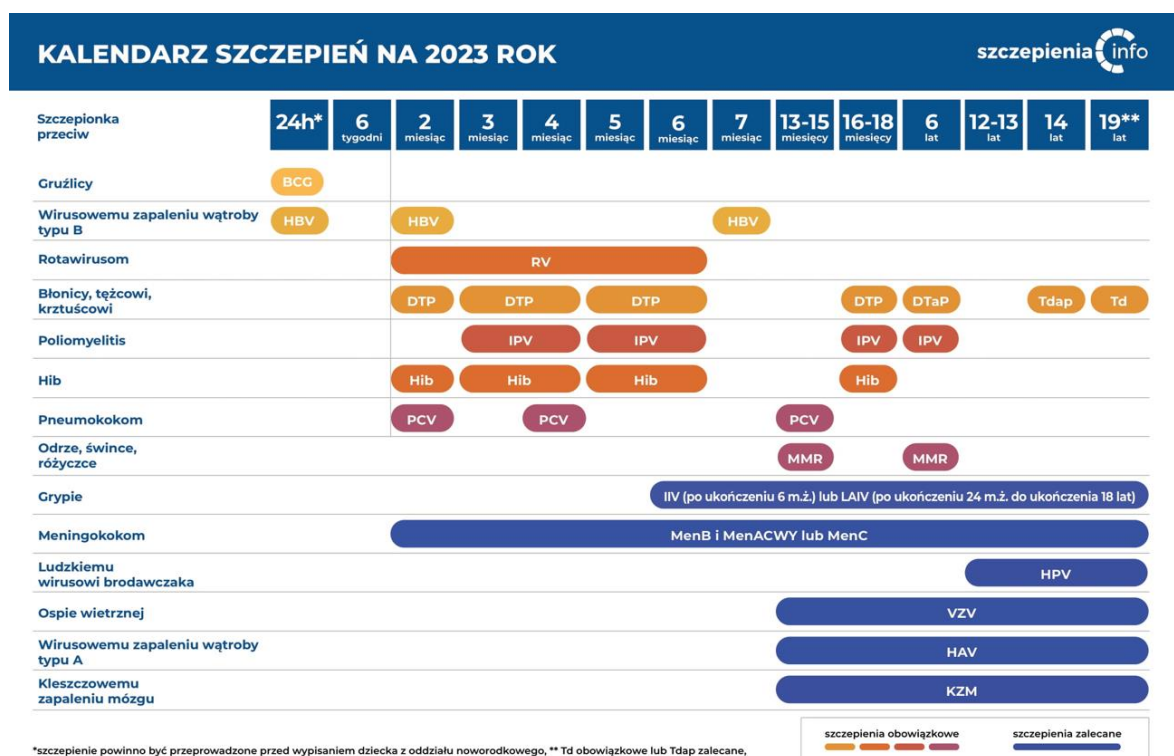 KALENDARZ SZCZEPIEŃ NA 2023 ROK
szczepienia info
Szczepionka
przeciw
24h*
6
tygodni
2
miesiąc
3
miesiąc
4
miesiąc
5
miesiąc
6
miesiąc
7
miesiąc
13-15
miesięcy
16-18
miesięcy
6
lat
12-13
lat
14
lat
19**
lat
Gruźlicy
BCG
Wirusowemu zapaleniu wątroby
typu B
HBV HBV HBV
Rotawirusom
RV
Błonicy, tężcowi,
krztuścowi
DTP DTP DTP DTP DTaP Tdap Td
Poliomyelitis
IPV IPV IPV IPV
Hib
Hib Hib Hib Hib
Pneumokokom
PCV PCV PCV
Odrze, śwince,
różyczce
MMR MMR
Grypie
IIV (po ukończeniu 6 m.ż.) lub LAIV (po ukończeniu 24 m.ż. do ukończenia 18 lat)
Meningokokom
MenB i MenACWY lub MenC
Ludzkiemu
wirusowi brodawczaka
HPV
Ospie wietrznej
VZV
Wirusowemu zapaleniu wątroby
typu A
HAV
Kleszczowemu
zapaleniu mózgu
KZM
szczepienia obowiązkowe
szczepienia zalecane
*szczepienie powinno być przeprowadzone przed wypisaniem dziecka z oddziału noworodkowego, ** Td obowiązkowe lub Tdap zalecane,